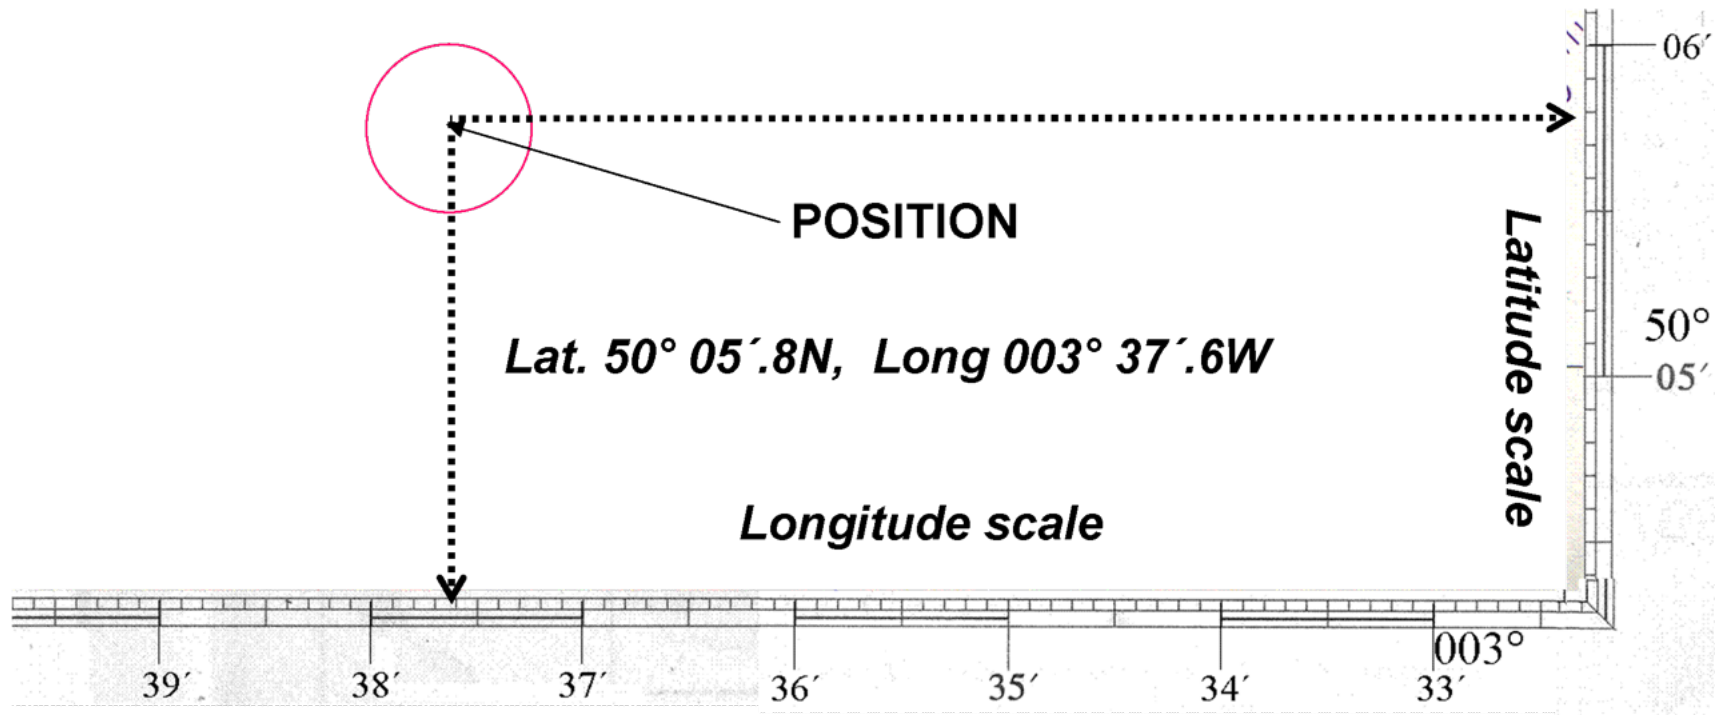 06´
POSITION
Latitude scale
50°
Lat. 50° 05´.8N, Long 003° 37´.6W
05´
Longitude scale
003°
39´ 38´ 37´ 36´ 35´ 34´ 33´